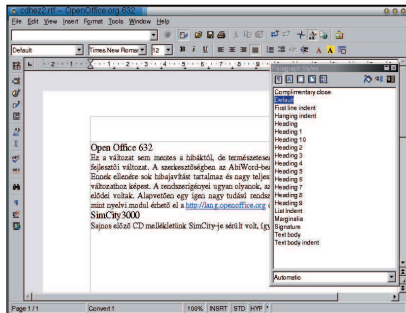 cdhez2.rtf - OpenOffice.org 632
File Edit View Insert Format Tools Window Help
Default Times New Roman 12 B i U
Complimentary close
Default
First line indent
Hanging indent
Heading
Heading 1
Heading 10
Heading 2
Heading 3
Heading 4
Heading 5
Heading 6
Heading 7
Heading 8
Heading 9
List Indent
Marginalia
Signature
Text body
Text body indent
Automatic
Open Office 632
Ez a változat sem mentes a hibáktól, de természetesen
fejlesztői változat. A szerkesztőségben az AbiWord-
Ennek ellenére sok hibajavítást tartalmaz és nagy teljes
változathoz képest. A rendszerigényei ugyan olyanok, az
elődei voltak. Alapvetően egy igen nagy tudású rendsz
mint nyelvi modul érhető el a http://lang.openoffice.org
SimCity3000
Sajnos előző CD mellékletünk SimCity-je sérült volt, így
Page 1 / 1 Convert 1 100% INSRT STD HYP *